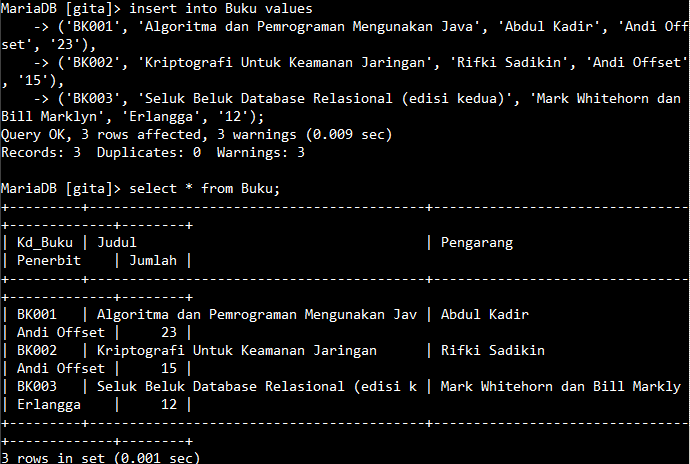 MariaDB [gita]> insert into Buku values
    -> ('BK001', 'Algoritma dan Pemrograman Mengunakan Java', 'Abdul Kadir', 'Andi Off
set', '23'),
    -> ('BK002', 'Kriptografi Untuk Keamanan Jaringan', 'Rifki Sadikin', 'Andi Offset'
, '15'),
    -> ('BK003', 'Seluk Beluk Database Relasional (edisi kedua)', 'Mark Whitehorn dan
Bill Marklyn', 'Erlangga', '12');
Query OK, 3 rows affected, 3 warnings (0.009 sec)
Records: 3  Duplicates: 0  Warnings: 3

MariaDB [gita]> select * from Buku;
+---------+------------------------------------------+--------------------------------
+-------------+--------+
| Kd_Buku | Judul                                    | Pengarang
| Penerbit    | Jumlah |
+---------+------------------------------------------+--------------------------------
+-------------+--------+
| BK001   | Algoritma dan Pemrograman Mengunakan Jav | Abdul Kadir
| Andi Offset |     23 |
| BK002   | Kriptografi Untuk Keamanan Jaringan      | Rifki Sadikin
| Andi Offset |     15 |
| BK003   | Seluk Beluk Database Relasional (edisi k | Mark Whitehorn dan Bill Markly
| Erlangga    |     12 |
+---------+------------------------------------------+--------------------------------
+-------------+--------+
3 rows in set (0.001 sec)